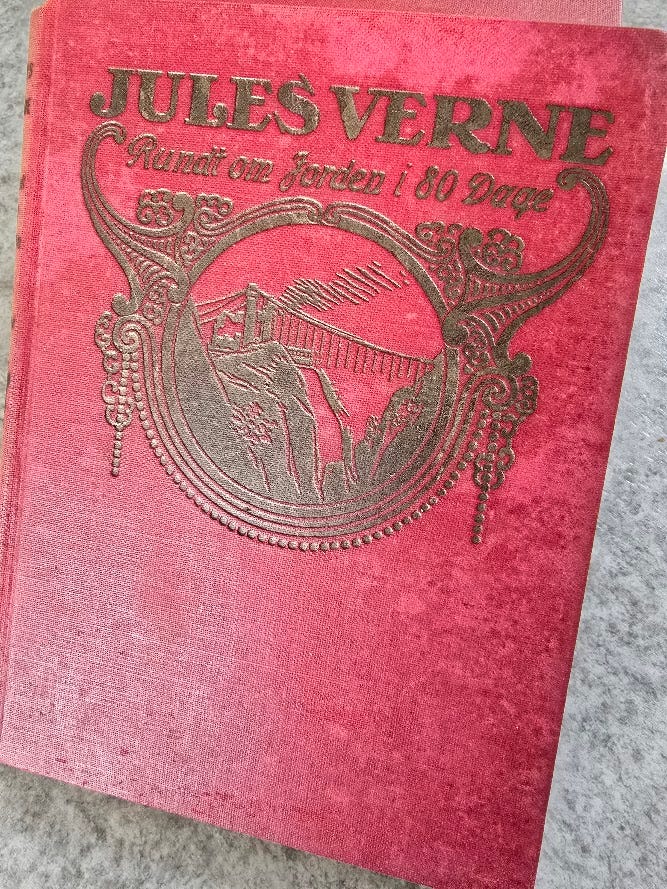 JULES VERNE
Rundt om Jorden i 80 Dage